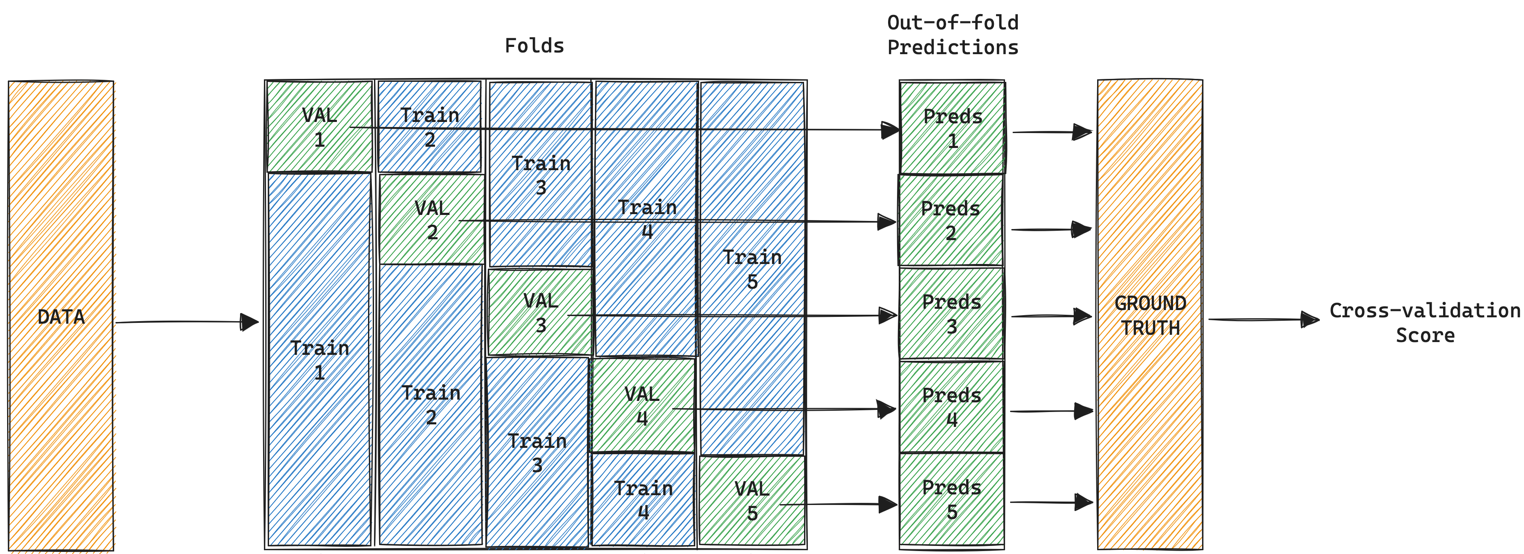 Folds
Out-of-fold
Predictions
DATA
VAL
1
Train
1
Train
2
VAL
2
Train
2
Train
3
VAL
3
Train
3
Train
4
VAL
4
Train
4
Train
5
VAL
5
Preds
1
Preds
2
Preds
3
Preds
4
Preds
5
GROUND
TRUTH
Cross-validation
Score